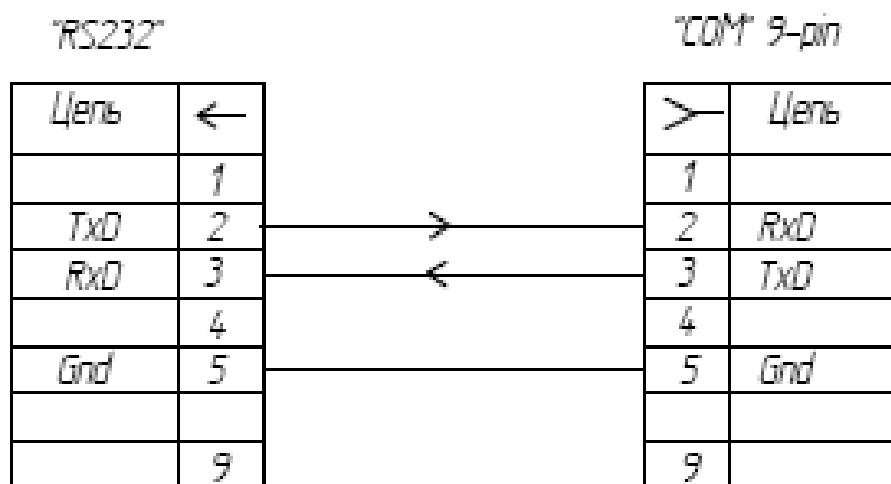 "RS232" "COM" 9-pin
Цепь Цепь
1 1
TxD 2 2 RxD
RxD 3 3 TxD
4 4
Gnd 5 5 Gnd
9 9